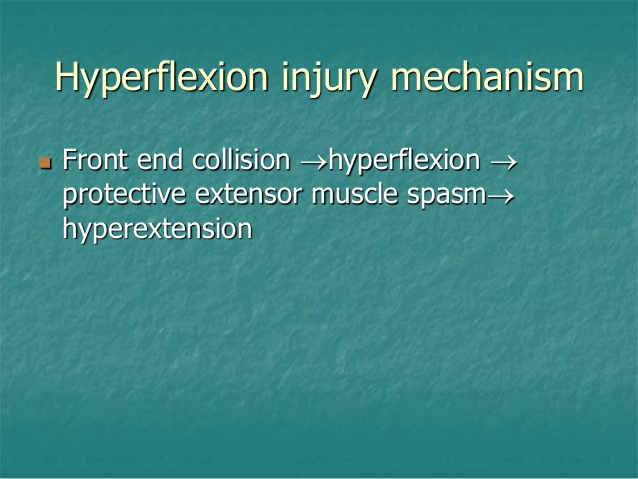 Hyperflexion injury mechanism
Front end collision →hyperflexion →
protective extensor muscle spasm→
hyperextension